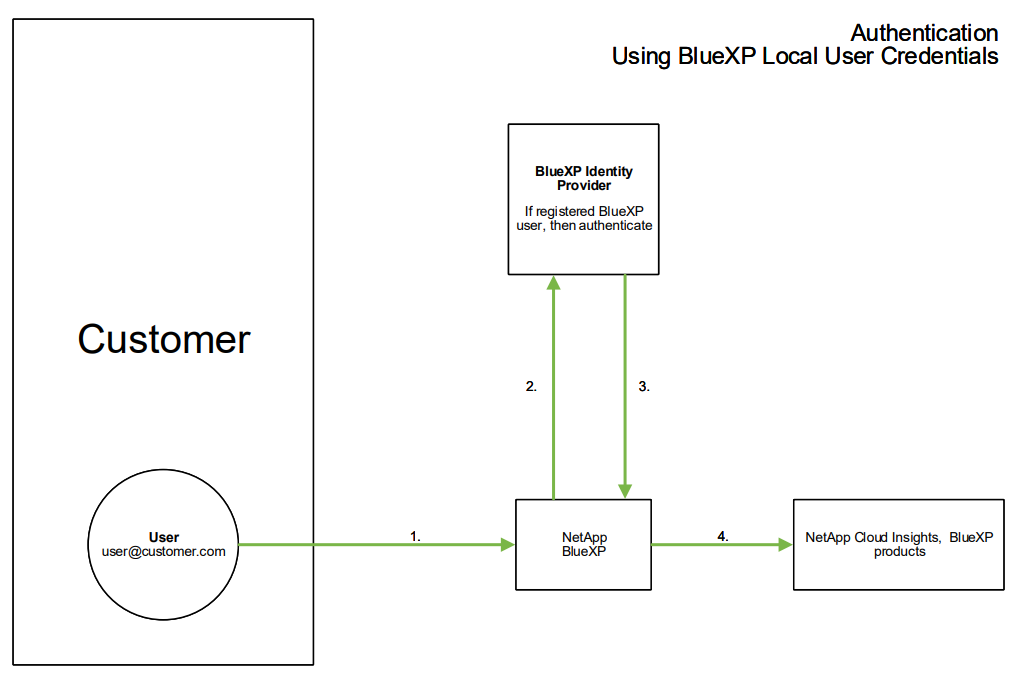 Authentication
Using BlueXP Local User Credentials
BlueXP Identity
Provider
If registered BlueXP
user, then authenticate
Customer
2.
3.
User
user@customer.com
1.
NetApp
BlueXP
4.
NetApp Cloud Insights, BlueXP
products